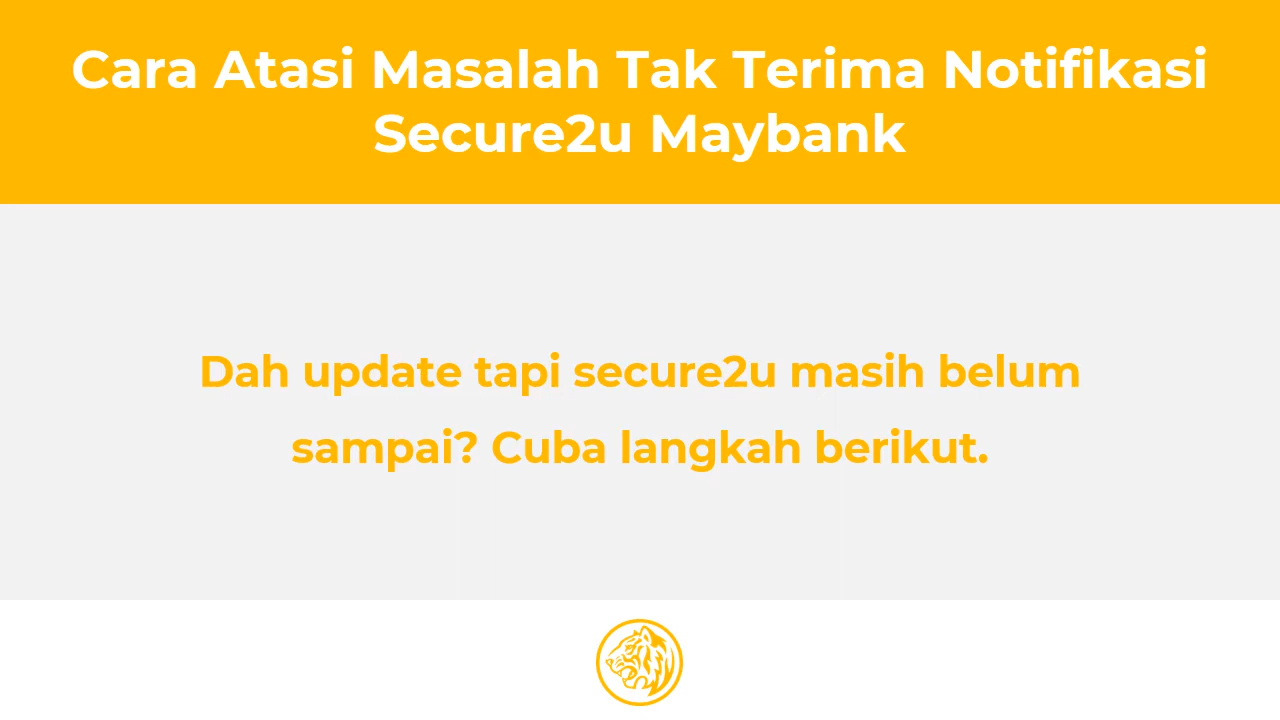 Cara Atasi Masalah Tak Terima Notifikasi
Secure2u Maybank
Dah update tapi secure2u masih belum
sampai? Cuba langkah berikut.